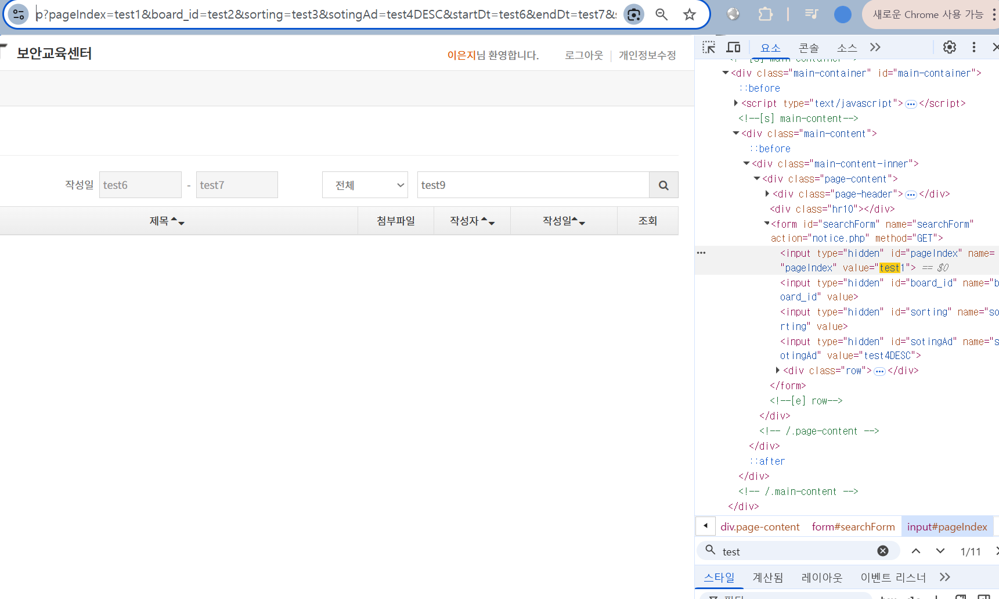 p?pageIndex=test1&board_id=test2&sorting=test3&sotingAd=test4DESC&startDt=test6&endDt=test7&s
새로운 Chrome 사용 가능
보안교육센터
이은지님 환영합니다.
로그아웃 | 개인정보수정
작성일 test6 - test7
전체
test9
제목
첨부파일
작성자
작성일
조회
요소 콘솔 소스
<div class="main-container" id="main-container">
::before
<script type="text/javascript"> </script>
<!--[s] main-content-->
<div class="main-content">
::before
<div class="main-content-inner">
<div class="page-content">
<div class="page-header"> </div>
<div class="hr10"></div>
<form id="searchForm" name="searchForm"
action="notice.php" method="GET">
<input type="hidden" id="pageIndex" name=
"pageIndex" value="test1"> == $0
<input type="hidden" id="board_id" name="b
oard_id" value>
<input type="hidden" id="sorting" name="so
rting" value>
<input type="hidden" id="sotingAd" name="s
otingAd" value="test4DESC">
<div class="row"> </div>
</form>
<!--[e] row-->
</div>
<!-- /.page-content -->
</div>
::after
</div>
<!-- /.main-content -->
</div>
div.page-content form#searchForm input#pageIndex
test
1/11
스타일 계산됨 레이아웃 이벤트 리스너